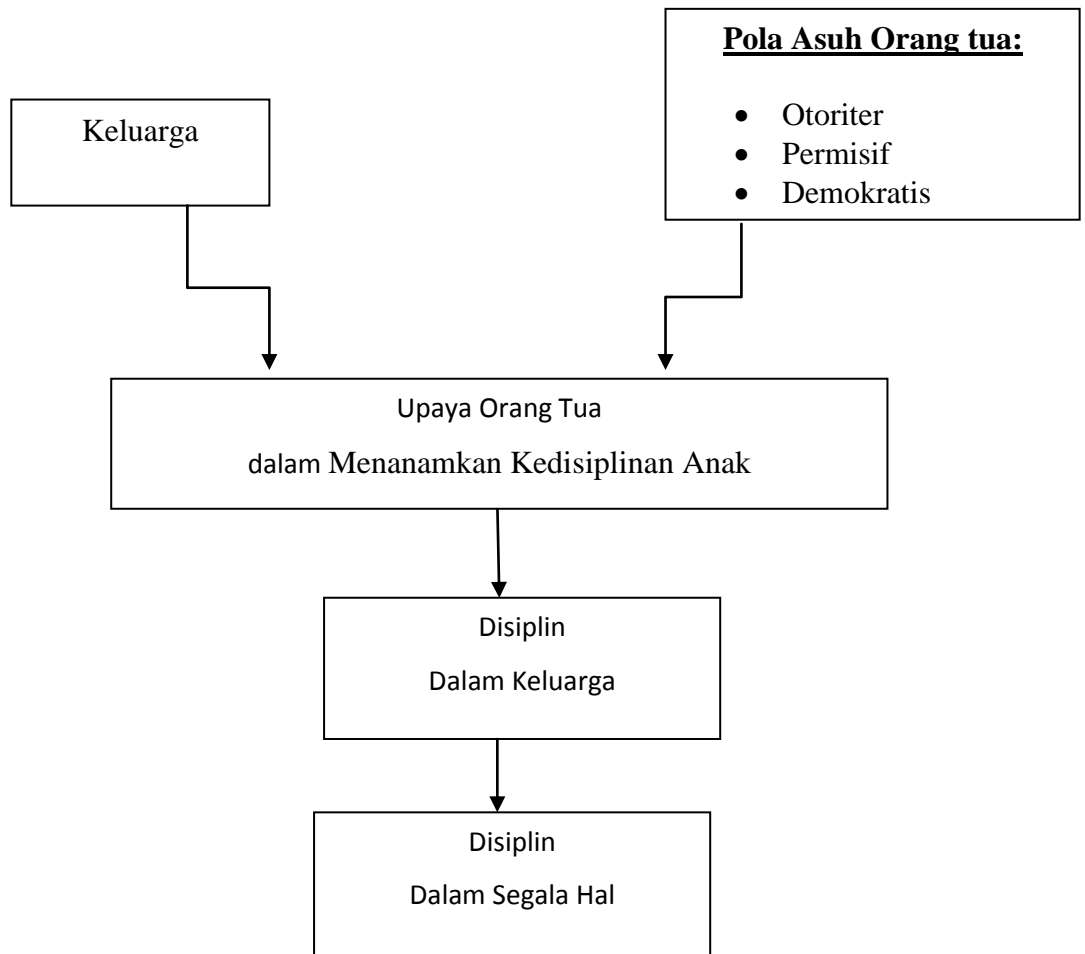 Pola Asuh Orang tua:
• Otoriter
• Permisif
• Demokratis
Keluarga
Upaya Orang Tua
dalam Menanamkan Kedisiplinan Anak
Disiplin
Dalam Keluarga
Disiplin
Dalam Segala Hal